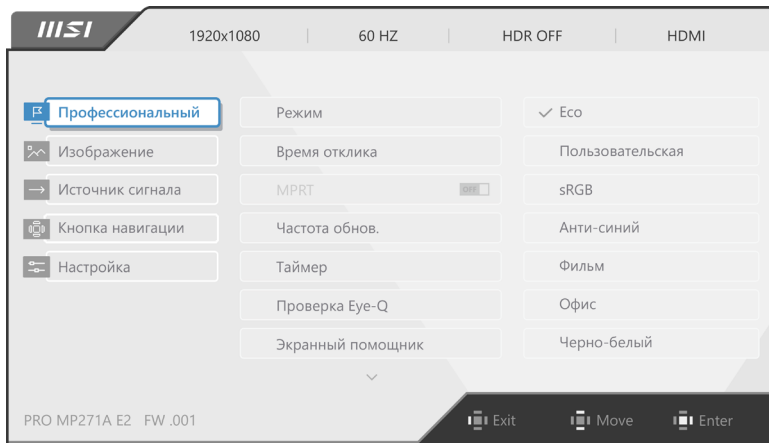 msi
1920x1080 60 HZ HDR OFF HDMI
Профессиональный
Изображение
Источник сигнала
Кнопка навигации
Настройка
Режим
Время отклика
MPRT OFF
Частота обнов.
Таймер
Проверка Eye-Q
Экранный помощник
Eco
Пользовательская
sRGB
Анти-синий
Фильм
Офис
Черно-белый
PRO MP271A E2 FW .001
Exit Move Enter